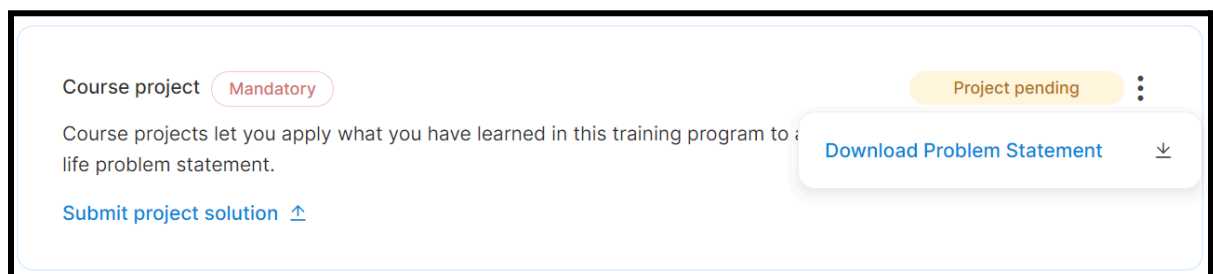 Course project Mandatory Project pending
Course projects let you apply what you have learned in this training program to
life problem statement.
Download Problem Statement
Submit project solution